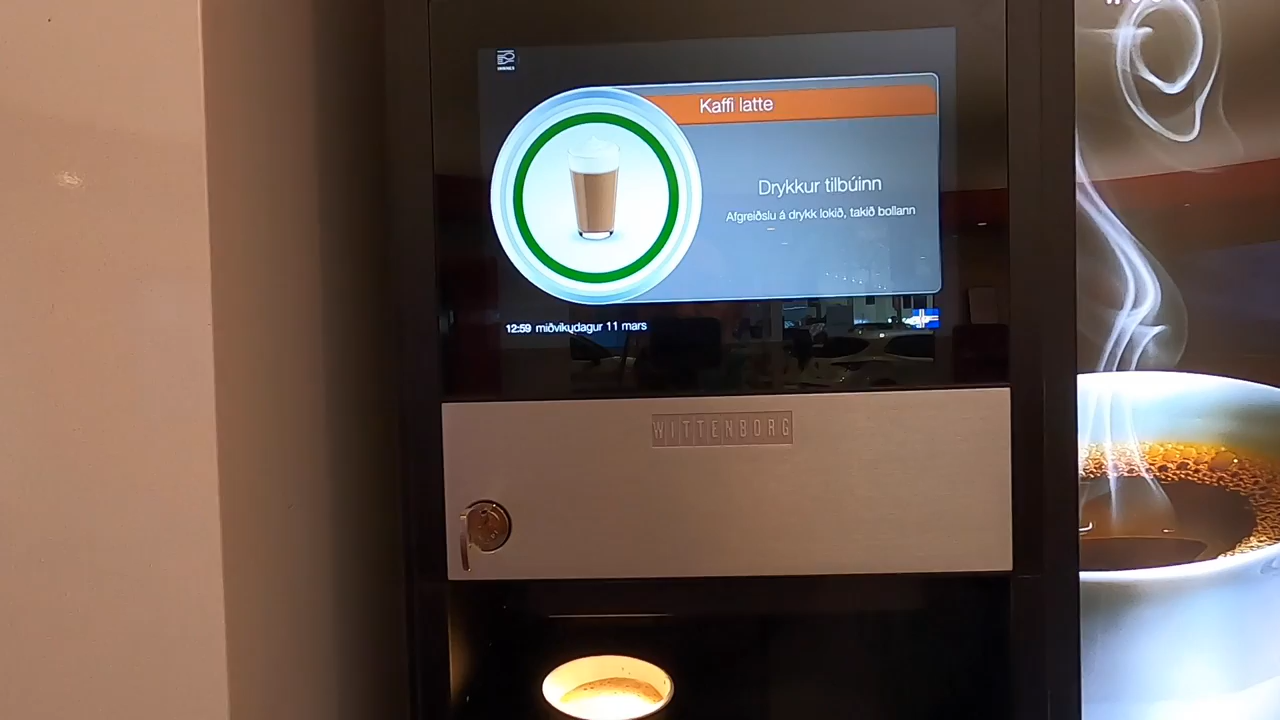 Kaffi latte
Drykkur tilbúinn
Afgreiðslu á drykk lokið, takið bollann
12:59 miðvikudagur 11 mars
WITTENBORG